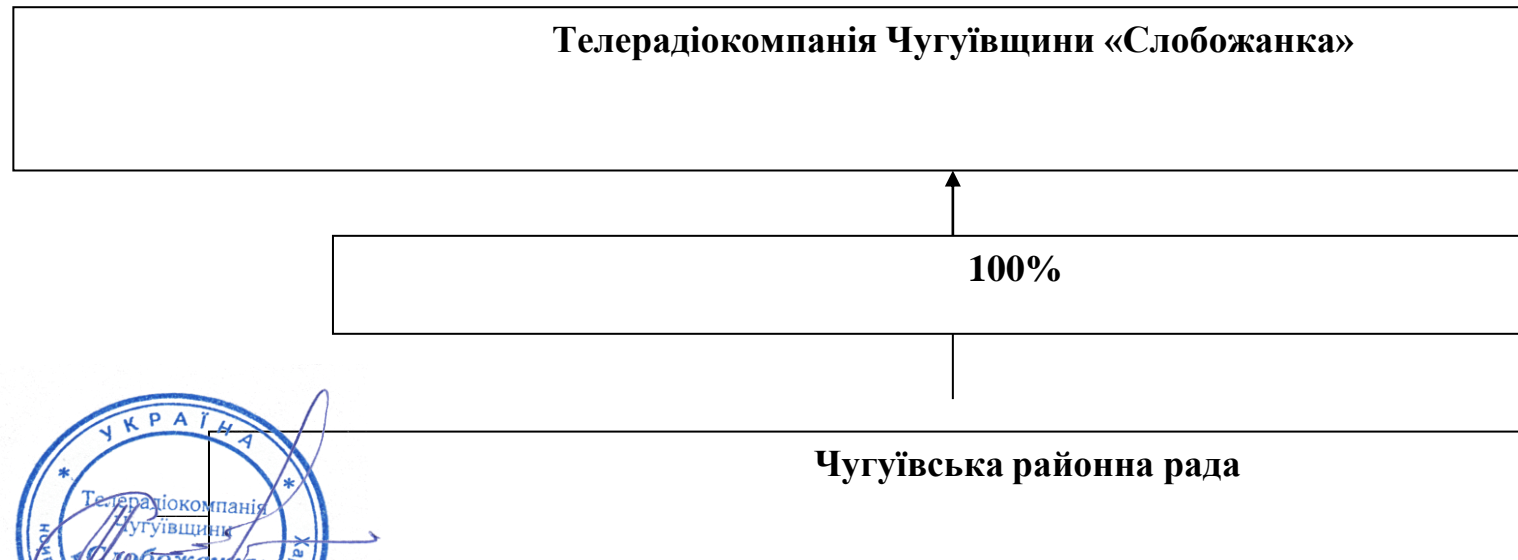 Телерадіокомпанія Чугуївщини «Слобожанка»
100%
Чугуївська районна рада
УКРАЇНА
Телерадіокомпанія
Чугуївщини